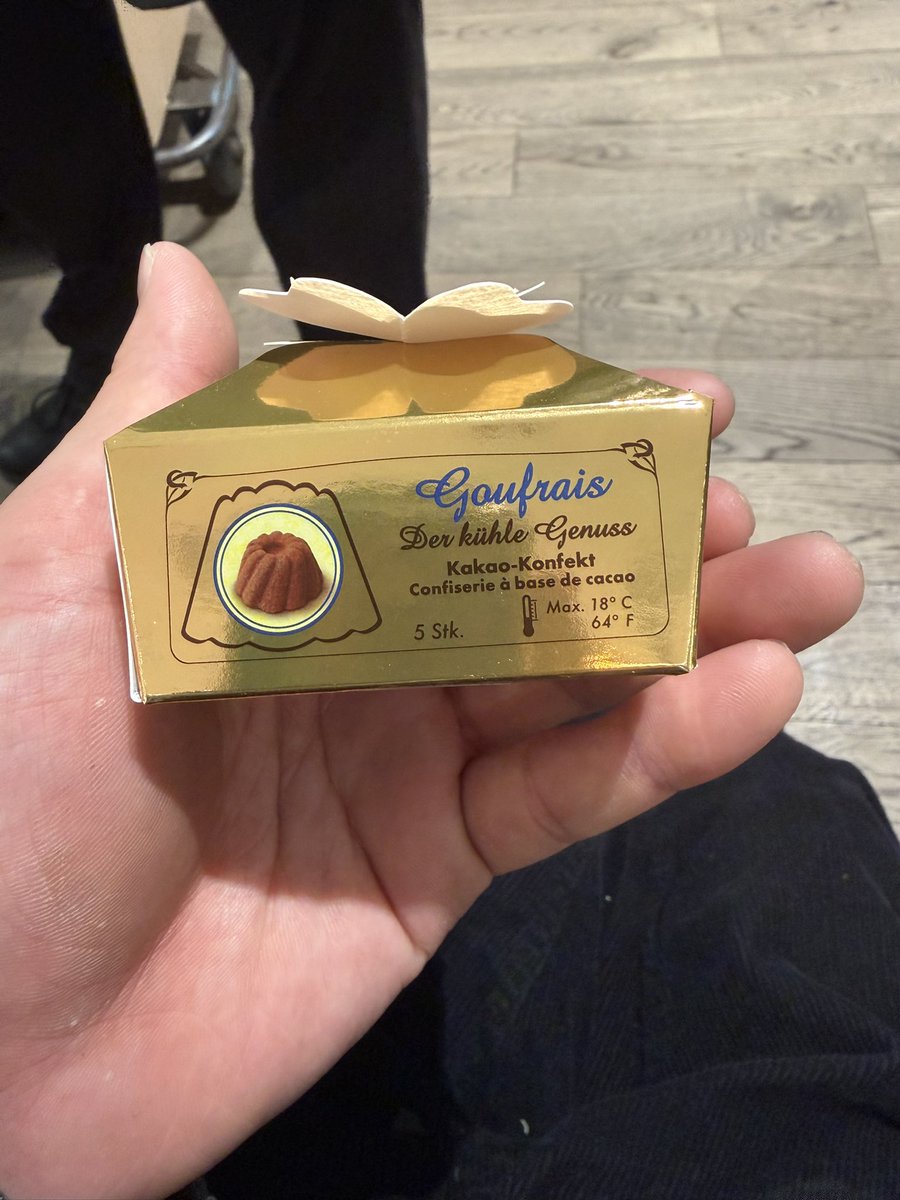 Goufrais
Der kühle Genuss
Kakao-Konfekt
Confiserie à base de cacao
5 Stk.
Max. 18° C
64° F